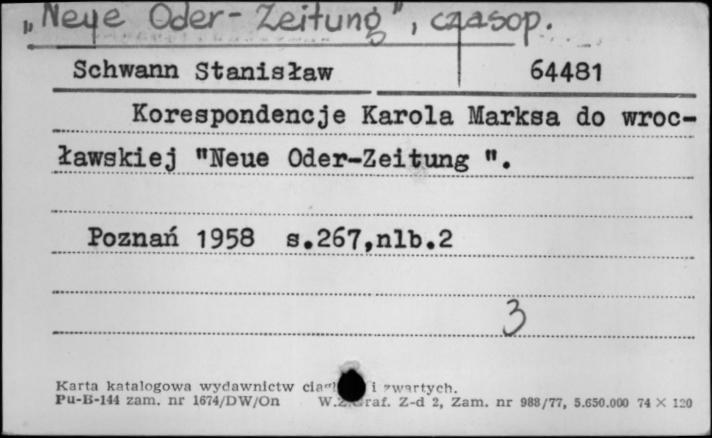 „Neue Oder-Zeitung", czasop.
Schwann Stanisław 64481
Korespondencje Karola Marksa do wroc-
ławskiej "Neue Oder-Zeitung ".
Poznań 1958 s.267,nlb.2
3
Karta katalogowa wydawnictw i zwartych.
Pu-B-144 zam. nr 1674/DW/On W.Z.Graf. Z-d 2, Zam. nr 988/77, 5.650.000 74 × 120